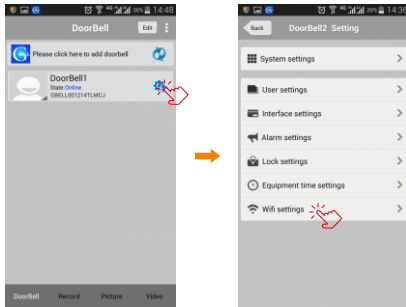 14:48
DoorBell
Edit
Please click here to add doorbell
DoorBell1
State:Online
GBELL001214TLMCJ
DoorBell
Record
Picture
Video
14:36
Back
DoorBell2 Setting
System settings
User settings
Interface settings
Alarm settings
Lock settings
Equipment time settings
Wifi settings